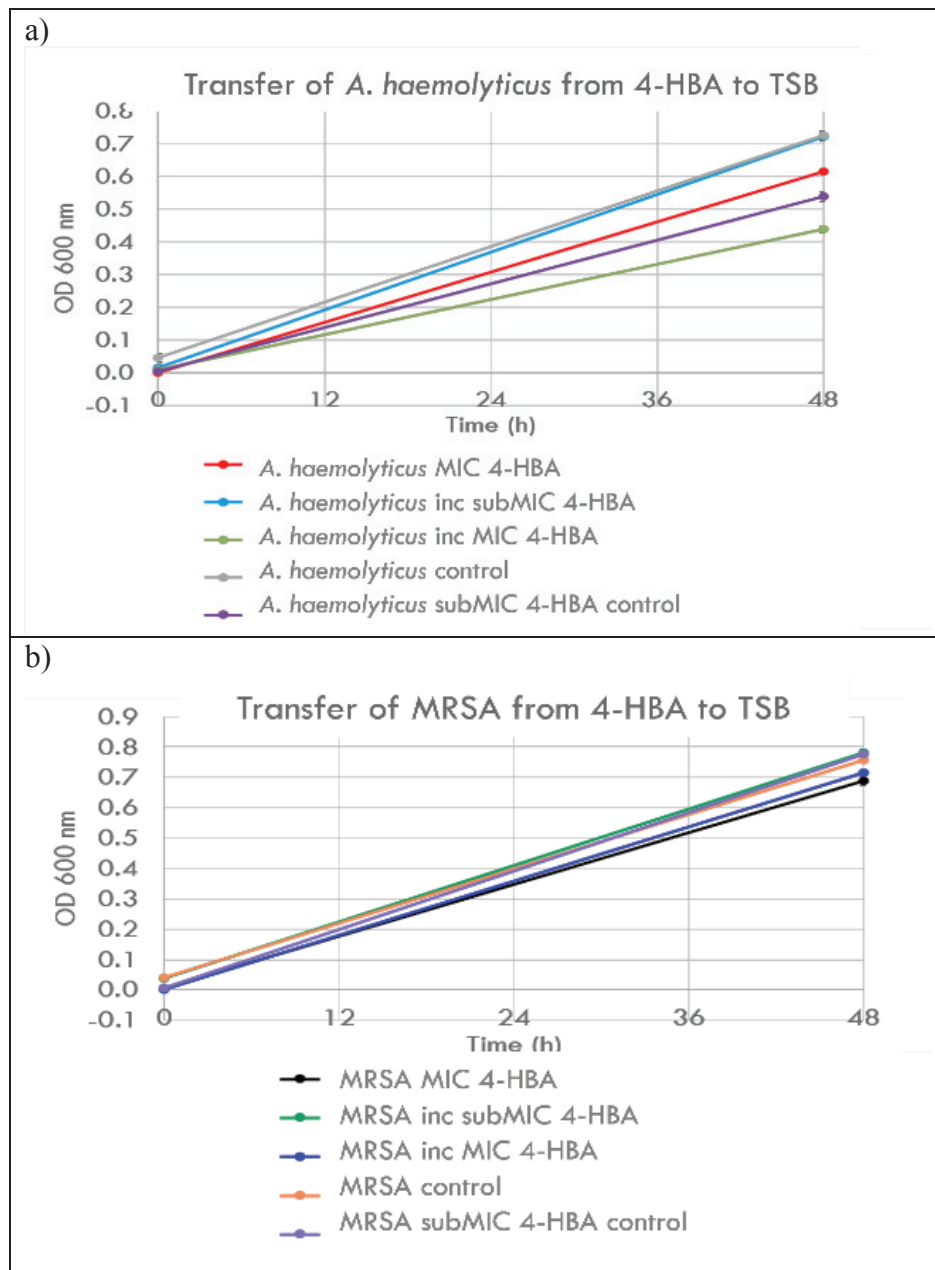 a)
Transfer of A. haemolyticus from 4-HBA to TSB
0.8
0.7
0.6
0.5
0.4
0.3
0.2
0.1
0.0
-0.1
OD 600 nm
0 12 24 36 48
Time (h)
A. haemolyticus MIC 4-HBA
A. haemolyticus inc subMIC 4-HBA
A. haemolyticus inc MIC 4-HBA
A. haemolyticus control
A. haemolyticus subMIC 4-HBA control
b)
Transfer of MRSA from 4-HBA to TSB
0.9
0.8
0.7
0.6
0.5
0.4
0.3
0.2
0.1
0.0
-0.1
OD 600 nm
0 12 24 36 48
Time (h)
MRSA MIC 4-HBA
MRSA inc subMIC 4-HBA
MRSA inc MIC 4-HBA
MRSA control
MRSA subMIC 4-HBA control